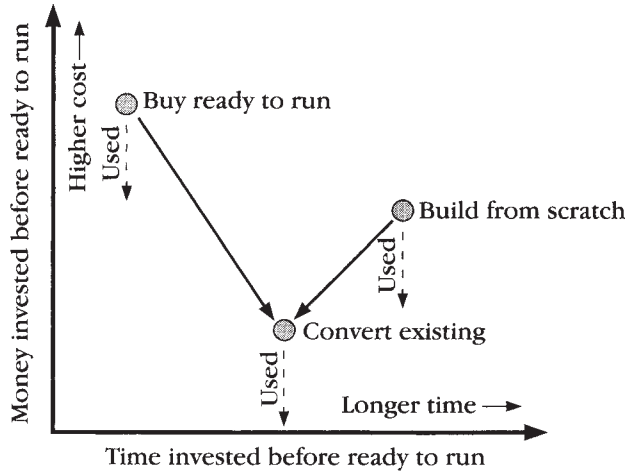 Money invested before ready to run
Higher cost
Buy ready to run
Used
Build from scratch
Used
Convert existing
Used
Longer time
Time invested before ready to run